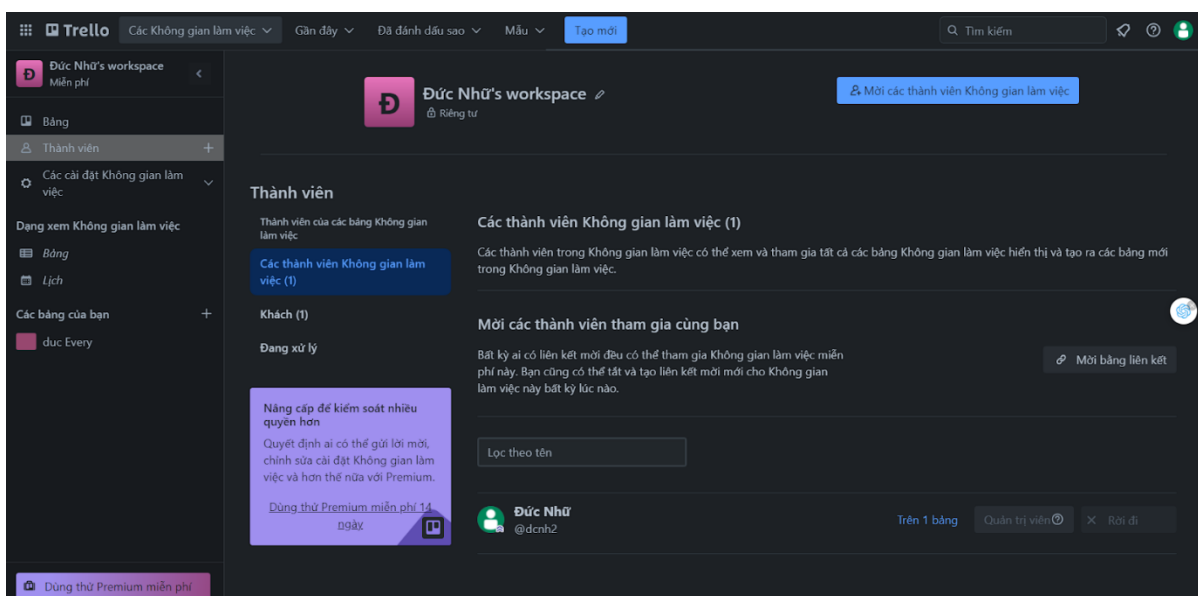 Trello
Các Không gian làm việc
Gần đây
Đã đánh dấu sao
Mẫu
Tạo mới
Tìm kiếm
Đ
Đức Nhữ's workspace
Miễn phí
Bảng
Thành viên
Các cài đặt Không gian làm
việc
Dạng xem Không gian làm việc
Bảng
Lịch
Các bảng của bạn
duc Every
Dùng thử Premium miễn phí
Đ
Đức Nhữ's workspace
Riêng tư
Mời các thành viên Không gian làm việc
Thành viên
Thành viên của các bảng Không gian
làm việc
Các thành viên Không gian làm
việc (1)
Khách (1)
Đang xử lý
Nâng cấp để kiểm soát nhiều
quyền hơn
Quyết định ai có thể gửi lời mời,
chỉnh sửa cài đặt Không gian làm
việc và hơn thế nữa với Premium.
Dùng thử Premium miễn phí 14
ngày
Các thành viên Không gian làm việc (1)
Các thành viên trong Không gian làm việc có thể xem và tham gia tất cả các bảng Không gian làm việc hiển thị và tạo ra các bảng mới
trong Không gian làm việc.
Mời các thành viên tham gia cùng bạn
Bất kỳ ai có liên kết mời đều có thể tham gia Không gian làm việc miễn
phí này. Bạn cũng có thể tắt và tạo liên kết mời mới cho Không gian
làm việc này bất kỳ lúc nào.
Mời bằng liên kết
Lọc theo tên
Đức Nhữ
@dcnh2
Trên 1 bảng
Quản trị viên
Rời đi